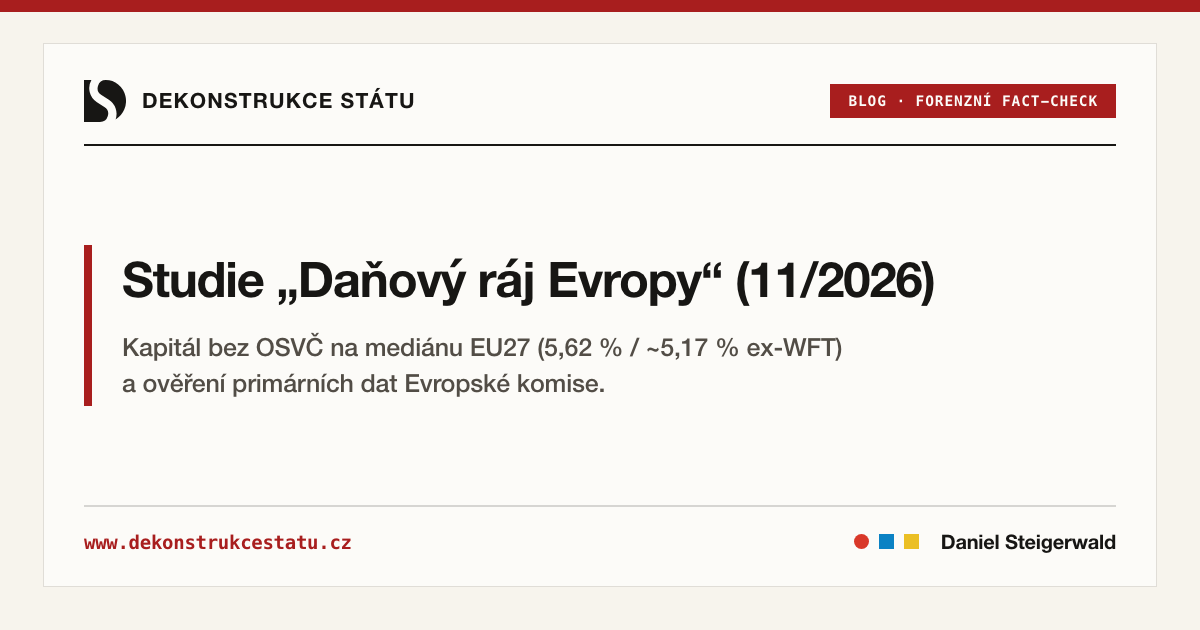 DEKONSTRUKCE STÁTU
BLOG · FORENZNÍ FACT–CHECK
Studie „Daňový ráj Evropy“ (11/2026)
Kapitál bez OSVČ na mediánu EU27 (5,62 % / ~5,17 % ex-WFT)
a ověření primárních dat Evropské komise.
www.dekonstrukcestatu.cz
Daniel Steigerwald